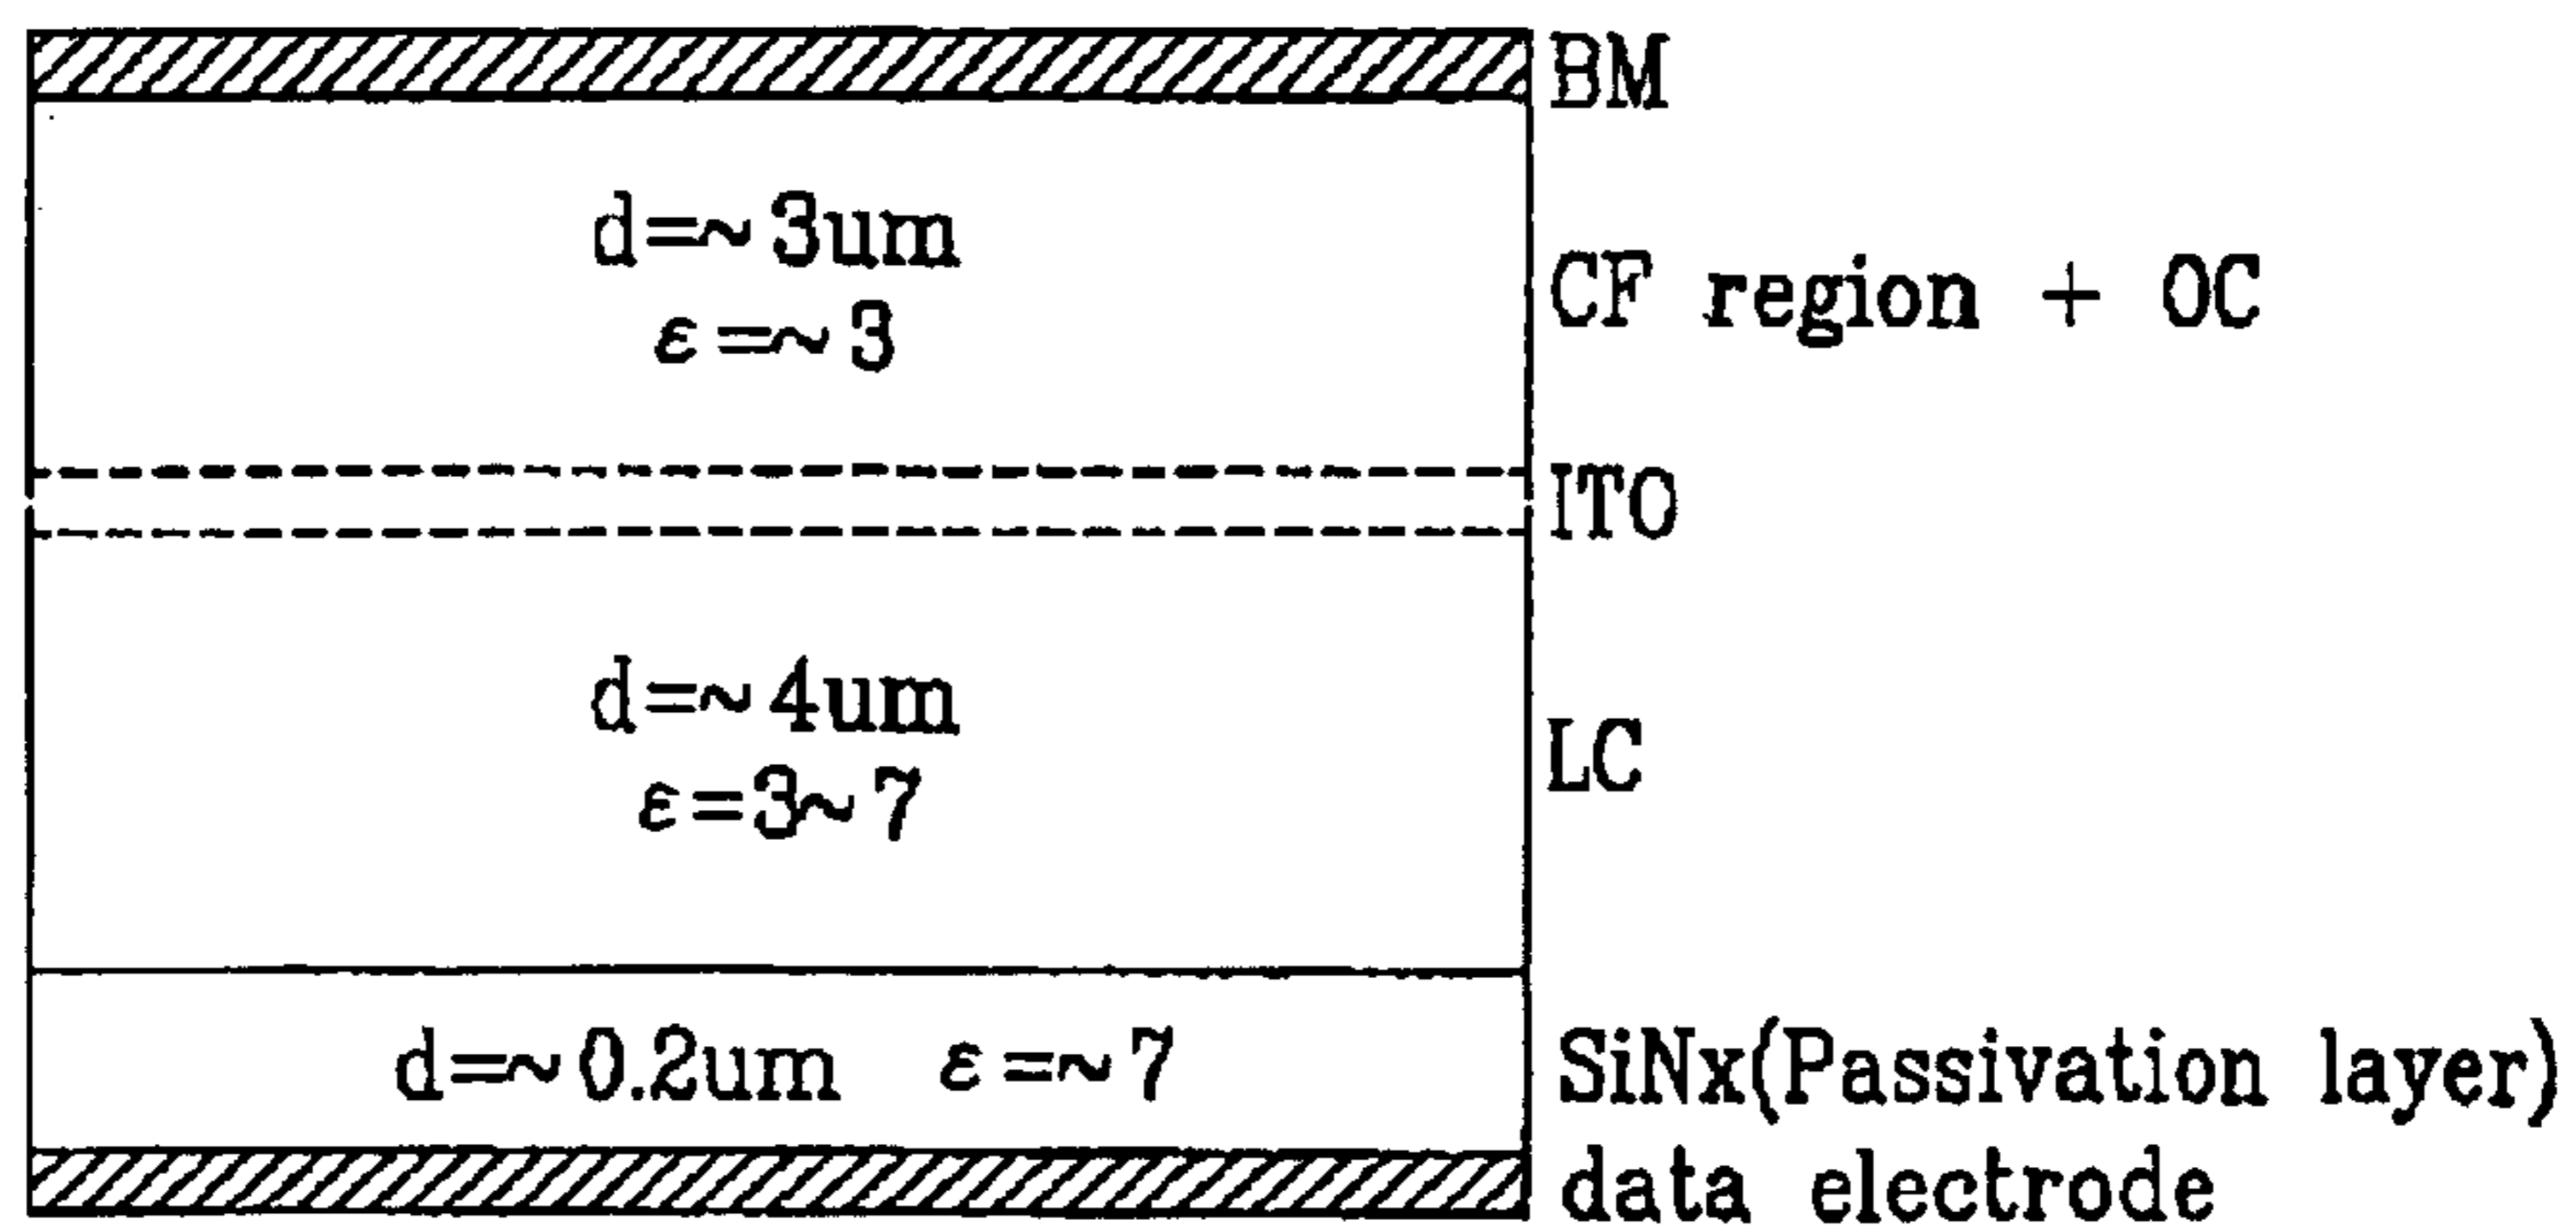 BM
d=~3um
ε=~3
CF region + OC
ITO
d=~4um
ε=3~7
LC
d=~0.2um ε=~7
SiNx(Passivation layer)
data electrode